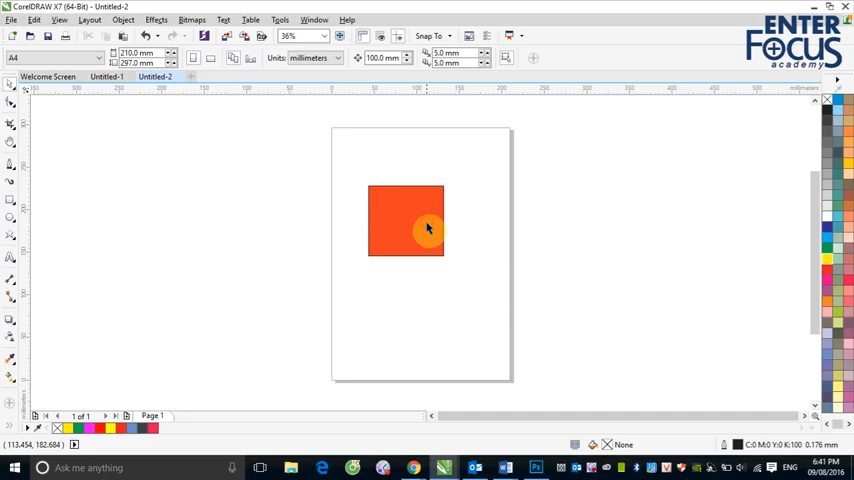 CorelDRAW X7 (64-Bit) - Untitled-2
File Edit View Layout Object Effects Bitmaps Text Table Tools Window Help
36% Snap To
A4 210.0 mm 297.0 mm Units: millimeters 100.0 mm 5.0 mm 5.0 mm
ENTER
FOCUS
academy
Welcome Screen Untitled-1 Untitled-2
millimeters
1 of 1 Page 1
(113.454, 182.684) None C:0 M:0 Y:0 K:100 0.176 mm
Ask me anything ENG 6:41 PM
09/08/2016